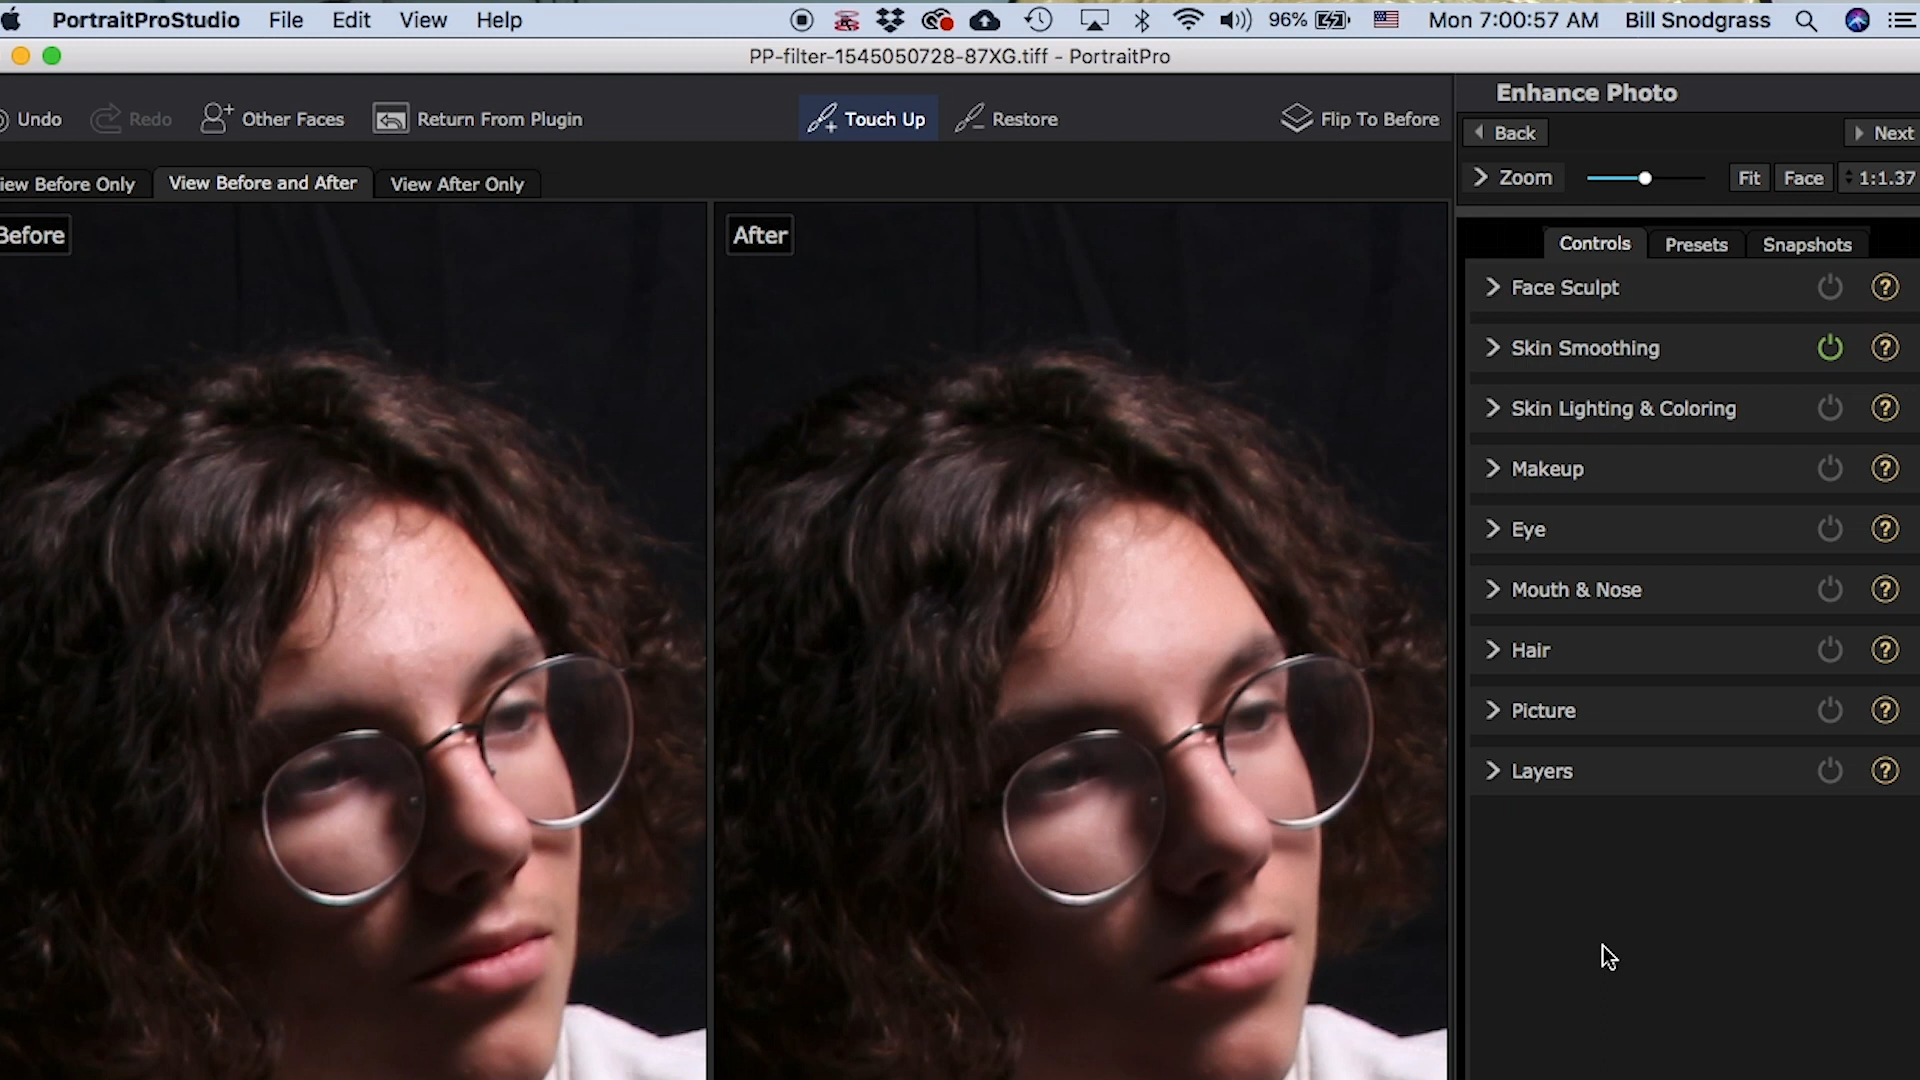 PortraitProStudio File Edit View Help 96% Mon 7:00:57 AM Bill Snodgrass
PP-filter-1545050728-87XG.tiff - PortraitPro
Undo Redo Other Faces Return From Plugin Touch Up Restore Flip To Before
Enhance Photo
Back Next
Zoom Fit Face 1:1.37
iew Before Only View Before and After View After Only
Before After
Controls Presets Snapshots
Face Sculpt ?
Skin Smoothing ?
Skin Lighting & Coloring ?
Makeup ?
Eye ?
Mouth & Nose ?
Hair ?
Picture ?
Layers ?